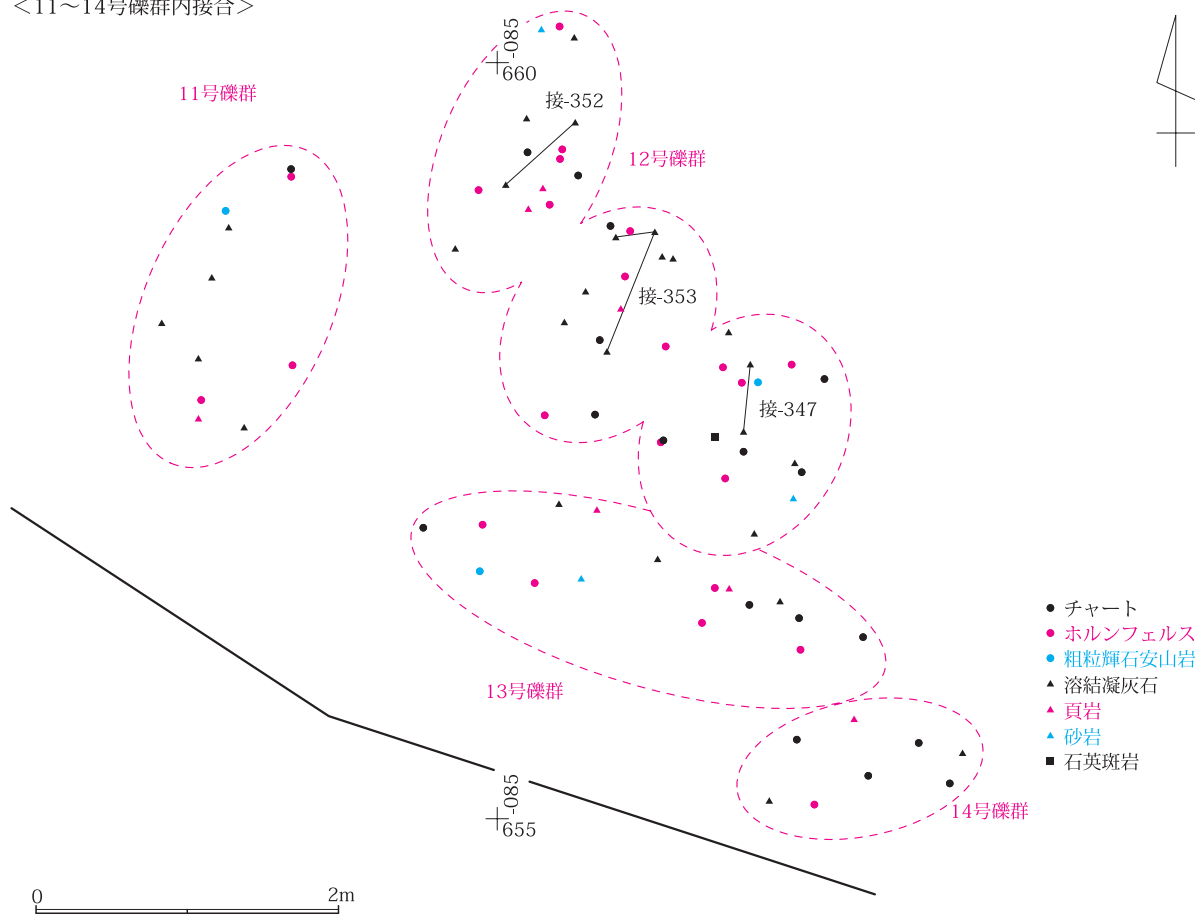 <11~14号礫群内接合>
-085
660
11号礫群
接-352
12号礫群
接-353
接-347
チャート
ホルンフェルス
粗粒輝石安山岩
溶結凝灰石
頁岩
砂岩
石英斑岩
13号礫群
-085
655
14号礫群
0 2m